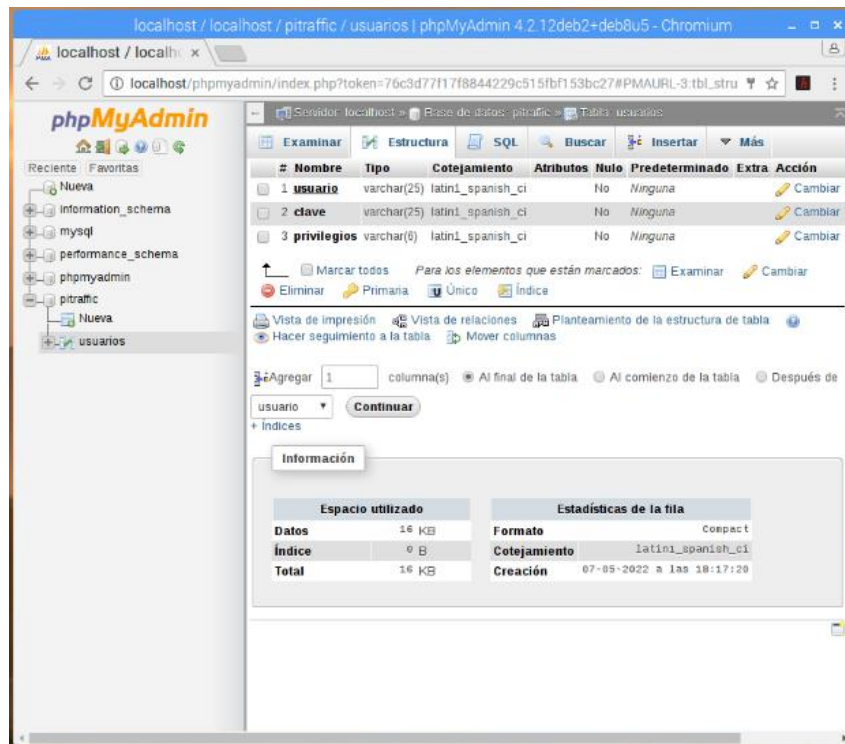 localhost / localhost / pitraffic / usuarios | phpMyAdmin 4.2.12deb2+deb8u5 - Chromium
localhost / localh
localhost/phpmyadmin/index.php?token=76c3d77f17f8844229c515fbf153bc27#PMAURL-3:tbl_stru
phpMyAdmin
Reciente Favoritas
Nueva
information_schema
mysql
performance_schema
phpmyadmin
pitraffic
Nueva
usuarios
Servidor: localhost » Base de datos: pitraffic » Tabla: usuarios
Examinar Estructura SQL Buscar Insertar Más
# Nombre Tipo Cotejamiento Atributos Nulo Predeterminado Extra Acción
1 usuario varchar(25) latin1_spanish_ci No Ninguna Cambiar
2 clave varchar(25) latin1_spanish_ci No Ninguna Cambiar
3 privilegios varchar(6) latin1_spanish_ci No Ninguna Cambiar
Marcar todos Para los elementos que están marcados: Examinar Cambiar
Eliminar Primaria Único Índice
Vista de impresión Vista de relaciones Planteamiento de la estructura de tabla
Hacer seguimiento a la tabla Mover columnas
Agregar 1 columna(s) Al final de la tabla Al comienzo de la tabla Después de
usuario Continuar
+ Índices
Información
Espacio utilizado
Datos 16 KB
Índice 0 B
Total 16 KB
Estadísticas de la fila
Formato Compact
Cotejamiento latin1_spanish_ci
Creación 07-05-2022 a las 18:17:20